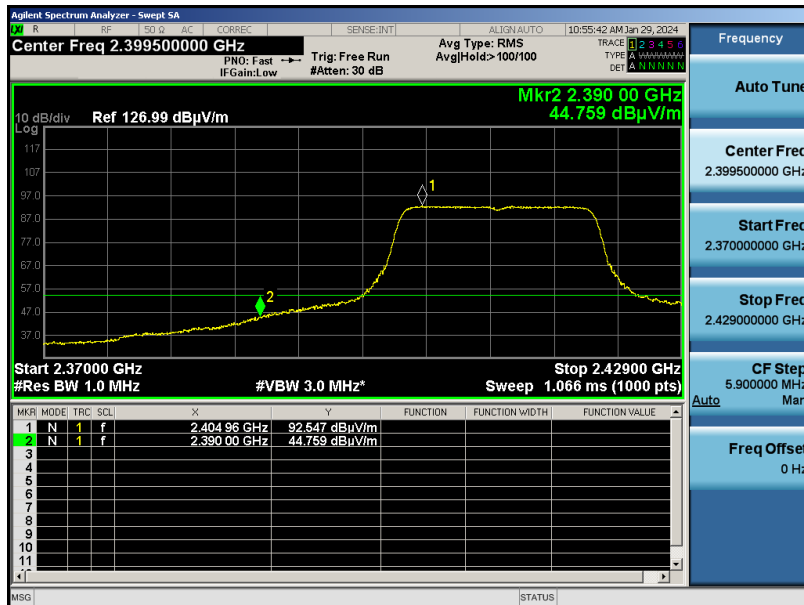 Agilent Spectrum Analyzer - Swept SA
LXI R RF 50 Ω AC CORREC SENSE:INT ALIGN AUTO 10:55:42 AM Jan 29, 2024
Center Freq 2.399500000 GHz
PNO: Fast
IFGain:Low
Trig: Free Run
#Atten: 30 dB
Avg Type: RMS
Avg|Hold:>100/100
TRACE 1 2 3 4 5 6
TYPE A WWWWW
DET A N N N N N
Frequency
Auto Tune
Center Freq
2.399500000 GHz
Start Freq
2.370000000 GHz
Stop Freq
2.429000000 GHz
CF Step
5.900000 MHz
Auto Man
Freq Offset
0 Hz
Mkr2 2.390 00 GHz
44.759 dBµV/m
10 dB/div Ref 126.99 dBµV/m
Log
117
107
97.0
87.0
77.0
67.0
57.0
47.0
37.0
1
2
Start 2.37000 GHz Stop 2.42900 GHz
#Res BW 1.0 MHz #VBW 3.0 MHz* Sweep 1.066 ms (1000 pts)
MKR MODE TRC SCL X Y FUNCTION FUNCTION WIDTH FUNCTION VALUE
1 N 1 f 2.404 96 GHz 92.547 dBµV/m
2 N 1 f 2.390 00 GHz 44.759 dBµV/m
3
4
5
6
7
8
9
10
11
MSG STATUS